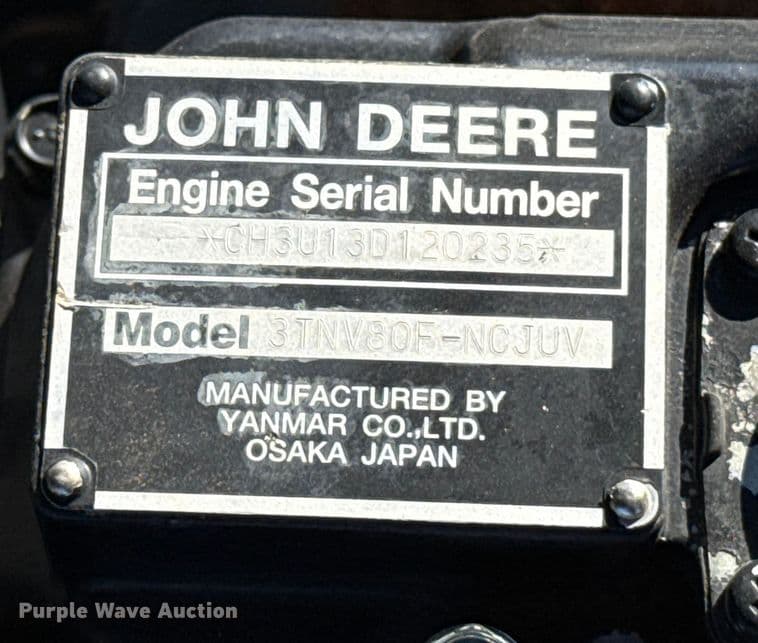 JOHN DEERE
Engine Serial Number
*CH3U13D120235*
Model 3TNV80F-NCJUV
MANUFACTURED BY
YANMAR CO.,LTD.
OSAKA JAPAN
Purple Wave Auction